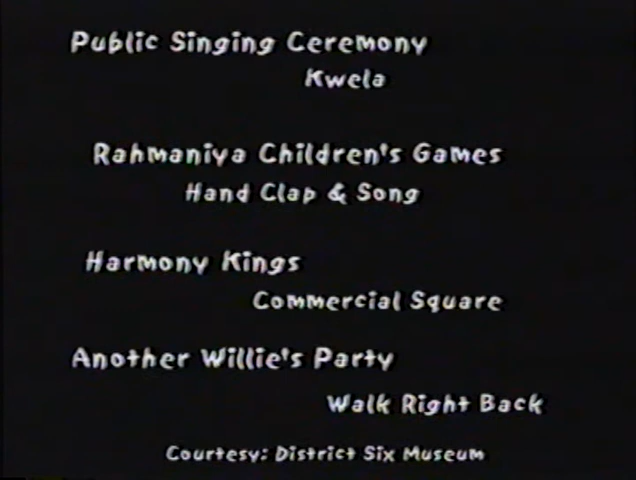 Public Singing Ceremony
Kwela
Rahmaniya Children's Games
Hand Clap & Song
Harmony Kings
Commercial Square
Another Willie's Party
Walk Right Back
Courtesy: District Six Museum